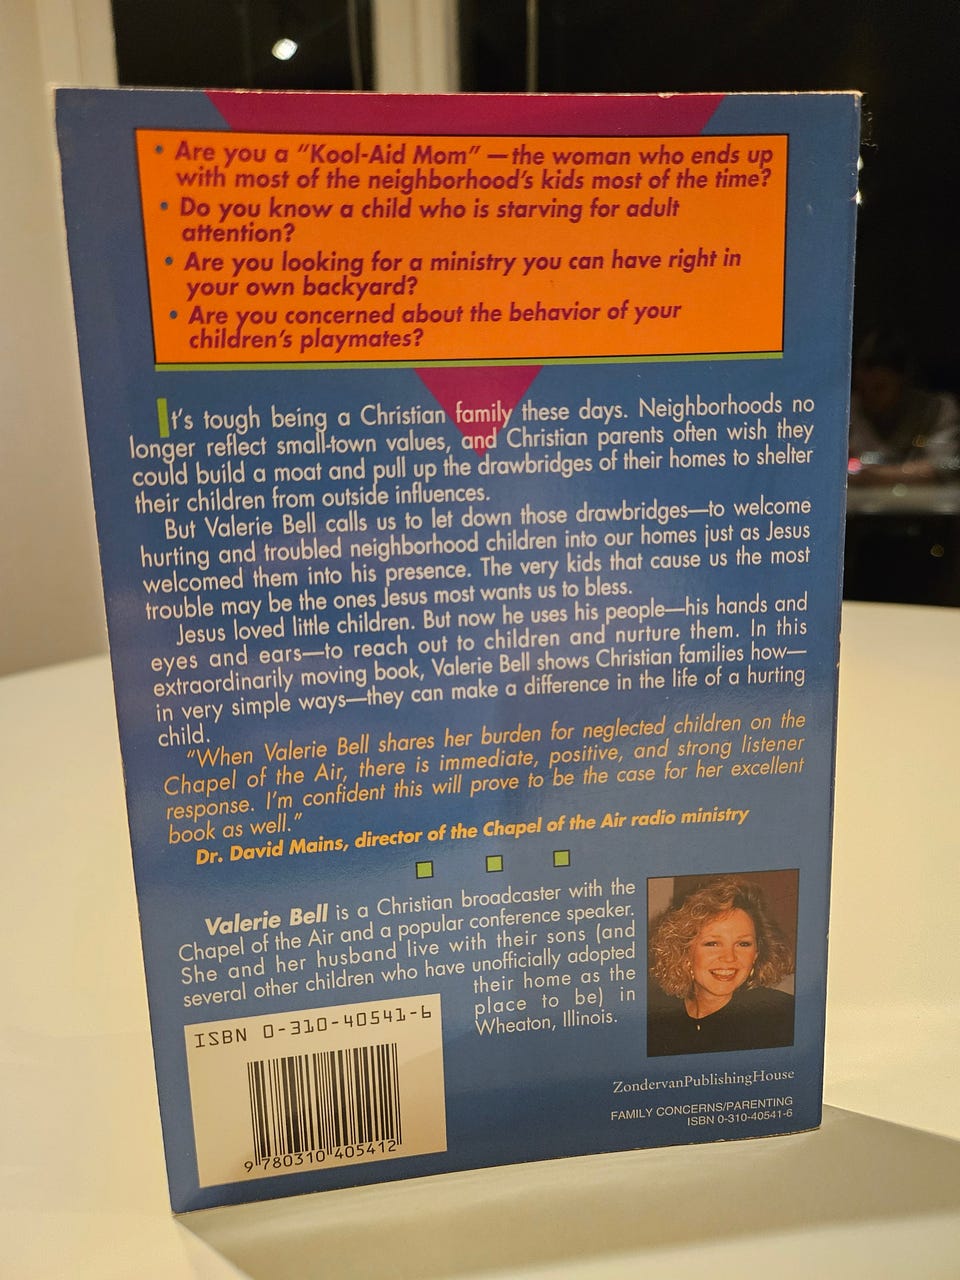 • Are you a "Kool-Aid Mom" — the woman who ends up
with most of the neighborhood's kids most of the time?
• Do you know a child who is starving for adult
attention?
• Are you looking for a ministry you can have right in
your own backyard?
• Are you concerned about the behavior of your
children's playmates?
It's tough being a Christian family these days. Neighborhoods no
longer reflect small-town values, and Christian parents often wish they
could build a moat and pull up the drawbridges of their homes to shelter
their children from outside influences.
But Valerie Bell calls us to let down those drawbridges—to welcome
hurting and troubled neighborhood children into our homes just as Jesus
welcomed them into his presence. The very kids that cause us the most
trouble may be the ones Jesus most wants us to bless.
Jesus loved little children. But now he uses his people—his hands and
eyes and ears—to reach out to children and nurture them. In this
extraordinarily moving book, Valerie Bell shows Christian families how—
in very simple ways—they can make a difference in the life of a hurting
child.
"When Valerie Bell shares her burden for neglected children on the
Chapel of the Air, there is immediate, positive, and strong listener
response. I'm confident this will prove to be the case for her excellent
book as well."
Dr. David Mains, director of the Chapel of the Air radio ministry
Valerie Bell is a Christian broadcaster with the
Chapel of the Air and a popular conference speaker.
She and her husband live with their sons (and
several other children who have unofficially adopted
their home as the
place to be) in
Wheaton, Illinois.
ISBN 0-310-40541-6
9 780310 405412
ZondervanPublishingHouse
FAMILY CONCERNS/PARENTING
ISBN 0-310-40541-6